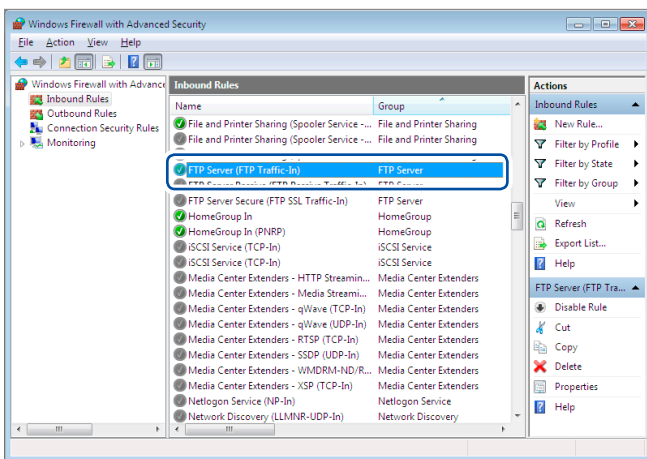 Windows Firewall with Advanced Security
File Action View Help
Windows Firewall with Advance
Inbound Rules
Outbound Rules
Connection Security Rules
Monitoring
Inbound Rules
Name Group
File and Printer Sharing (Spooler Service -... File and Printer Sharing
File and Printer Sharing (Spooler Service -... File and Printer Sharing
FTP Server (FTP Traffic-In) FTP Server
FTP Server Passive (FTP Passive Traffic-In) FTP Server
FTP Server Secure (FTP SSL Traffic-In) FTP Server
HomeGroup In HomeGroup
HomeGroup In (PNRP) HomeGroup
iSCSI Service (TCP-In) iSCSI Service
iSCSI Service (TCP-In) iSCSI Service
Media Center Extenders - HTTP Streamin... Media Center Extenders
Media Center Extenders - Media Streami... Media Center Extenders
Media Center Extenders - qWave (TCP-In) Media Center Extenders
Media Center Extenders - qWave (UDP-In) Media Center Extenders
Media Center Extenders - RTSP (TCP-In) Media Center Extenders
Media Center Extenders - SSDP (UDP-In) Media Center Extenders
Media Center Extenders - WMDRM-ND/R... Media Center Extenders
Media Center Extenders - XSP (TCP-In) Media Center Extenders
Netlogon Service (NP-In) Netlogon Service
Network Discovery (LLMNR-UDP-In) Network Discovery
Actions
Inbound Rules
New Rule...
Filter by Profile
Filter by State
Filter by Group
View
Refresh
Export List...
Help
FTP Server (FTP Tra...
Disable Rule
Cut
Copy
Delete
Properties
Help